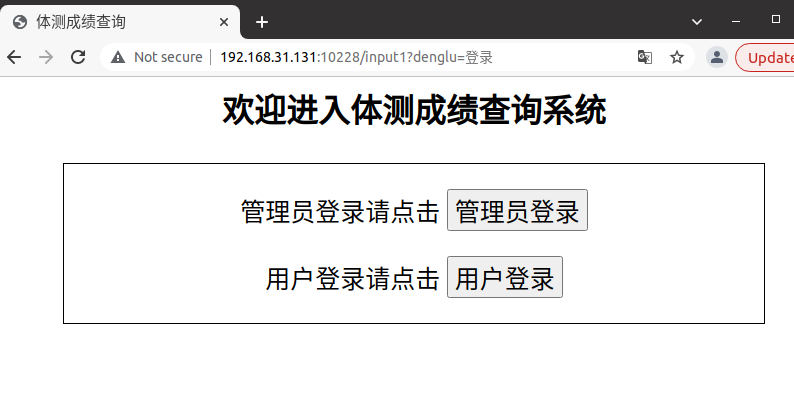 体测成绩查询
Not secure 192.168.31.131:10228/input1?denglu=登录 Update
欢迎进入体测成绩查询系统
管理员登录请点击 管理员登录
用户登录请点击 用户登录